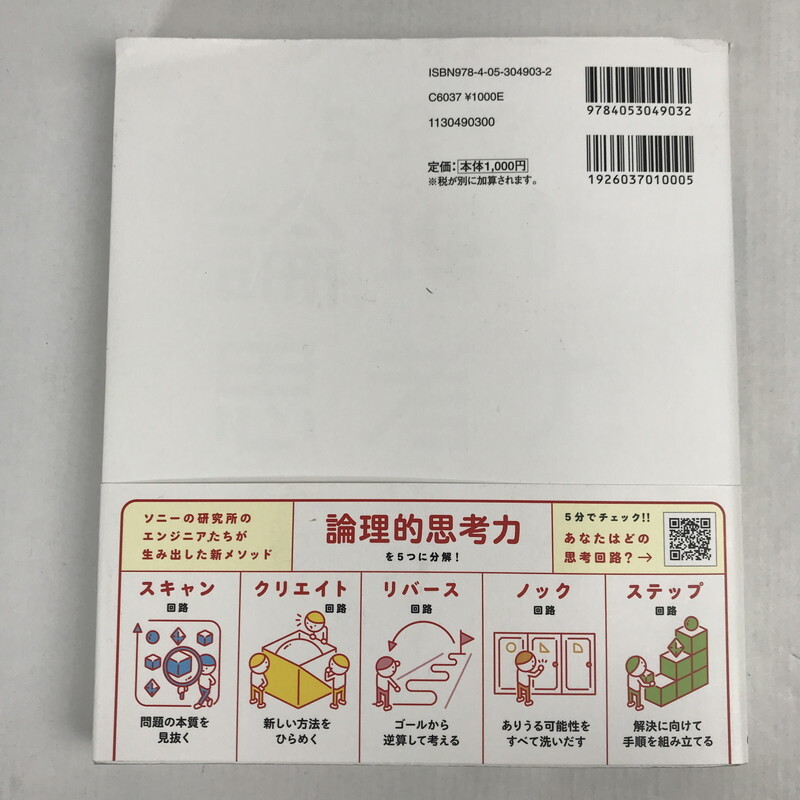 ISBN978-4-05-304903-2
C6037 ¥1000E
1130490300
定価：本体1,000円
※税が別に加算されます。
9784053049032
1926037010005
ソニーの研究所の
エンジニアたちが
生み出した新メソッド
論理的思考力
を5つに分解！
5分でチェック!!
あなたはどの
思考回路？→
スキャン
回路
問題の本質を
見抜く
クリエイト
回路
新しい方法を
ひらめく
リバース
回路
ゴールから
逆算して考える
ノック
回路
ありうる可能性を
すべて洗いだす
ステップ
回路
解決に向けて
手順を組み立てる